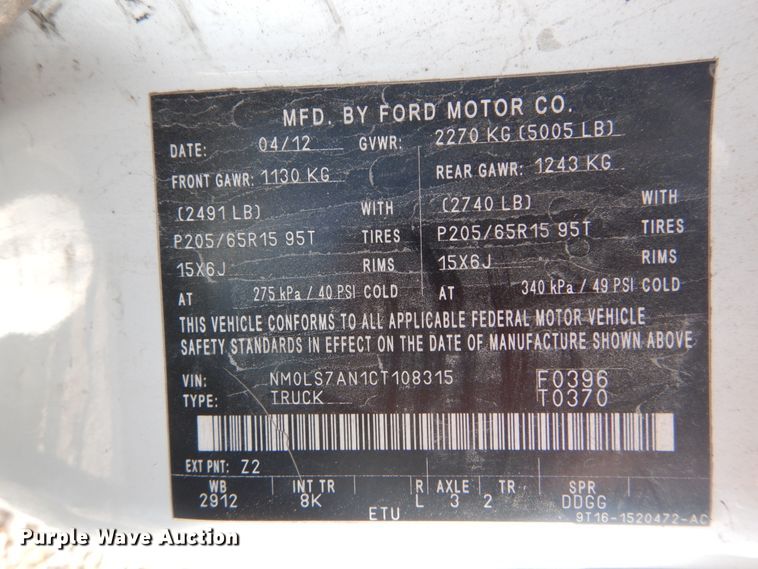 MFD. BY FORD MOTOR CO.
DATE: 04/12 GVWR: 2270 KG (5005 LB)
FRONT GAWR: 1130 KG REAR GAWR: 1243 KG
(2491 LB) WITH (2740 LB) WITH
P205/65R15 95T TIRES P205/65R15 95T TIRES
15X6J RIMS 15X6J RIMS
AT 275 kPa / 40 PSI COLD AT 340 kPa / 49 PSI COLD
THIS VEHICLE CONFORMS TO ALL APPLICABLE FEDERAL MOTOR VEHICLE
SAFETY STANDARDS IN EFFECT ON THE DATE OF MANUFACTURE SHOWN ABOVE
VIN: NM0LS7AN1CT108315 F0396
TYPE: TRUCK T0370
EXT PNT: Z2
WB INT TR R AXLE TR SPR
2912 8K L 3 2 DDGG
ETU 9T16-1520472-AC
Purple Wave Auction